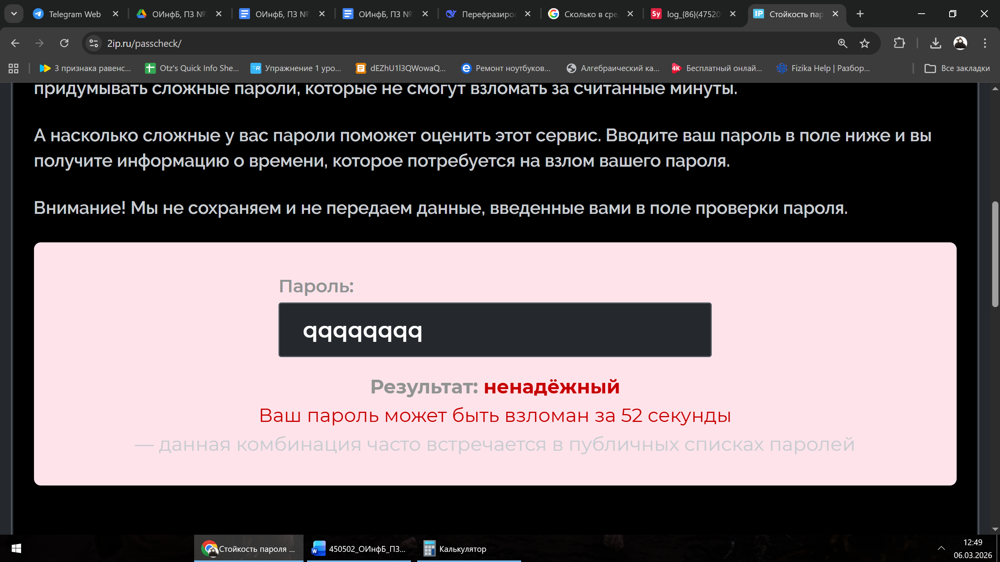 Telegram Web
ОИнфБ, ПЗ №
ОИнфБ, ПЗ №
ОИнфБ, ПЗ №
Перефразиров
Сколько в сре
Sy
log_{86}(47520
IP
Стойкость пар
2ip.ru/passcheck/
3 признака равенс...
Otz's Quick Info She...
Упражнение 1 уро...
dEZhU1l3QWowaQ...
Ремонт ноутбуков...
Алгебраический ка...
4K
Бесплатный онлай...
Fizika Help | Разбор...
Все закладки
придумывать сложные пароли, которые не смогут взломать за считанные минуты.
А насколько сложные у вас пароли поможет оценить этот сервис. Вводите ваш пароль в поле ниже и вы
получите информацию о времени, которое потребуется на взлом вашего пароля.
Внимание! Мы не сохраняем и не передаем данные, введенные вами в поле проверки пароля.
Пароль:
qqqqqqqq
Результат: ненадёжный
Ваш пароль может быть взломан за 52 секунды
— данная комбинация часто встречается в публичных списках паролей
Стойкость пароля ...
450502_ОИнфБ_ПЗ...
Калькулятор
12:49
06.03.2026